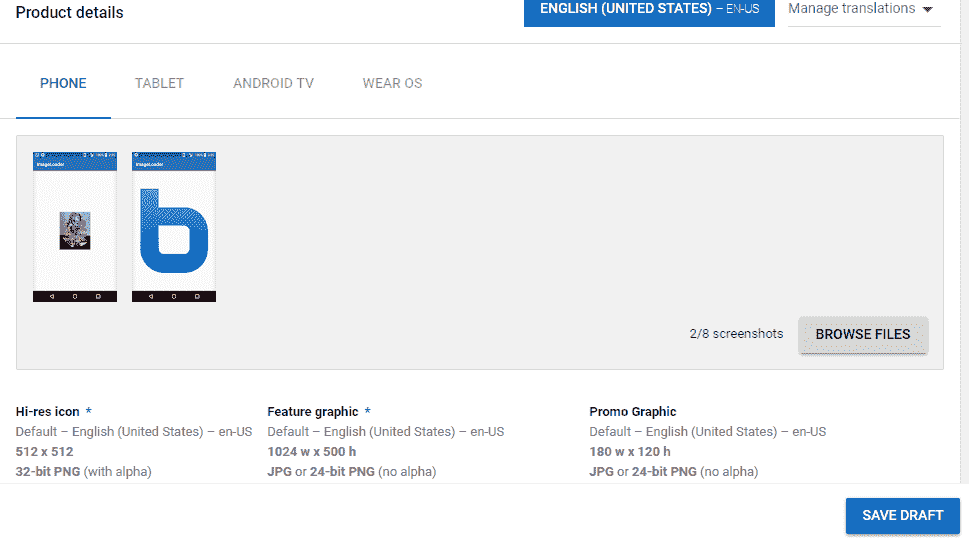 Product details
ENGLISH (UNITED STATES) – EN-US
Manage translations
PHONE
TABLET
ANDROID TV
WEAR OS
ImageLoader
ImageLoader
b
2/8 screenshots
BROWSE FILES
Hi-res icon *
Default – English (United States) – en-US
512 x 512
32-bit PNG (with alpha)
Feature graphic *
Default – English (United States) – en-US
1024 w x 500 h
JPG or 24-bit PNG (no alpha)
Promo Graphic
Default – English (United States) – en-US
180 w x 120 h
JPG or 24-bit PNG (no alpha)
SAVE DRAFT